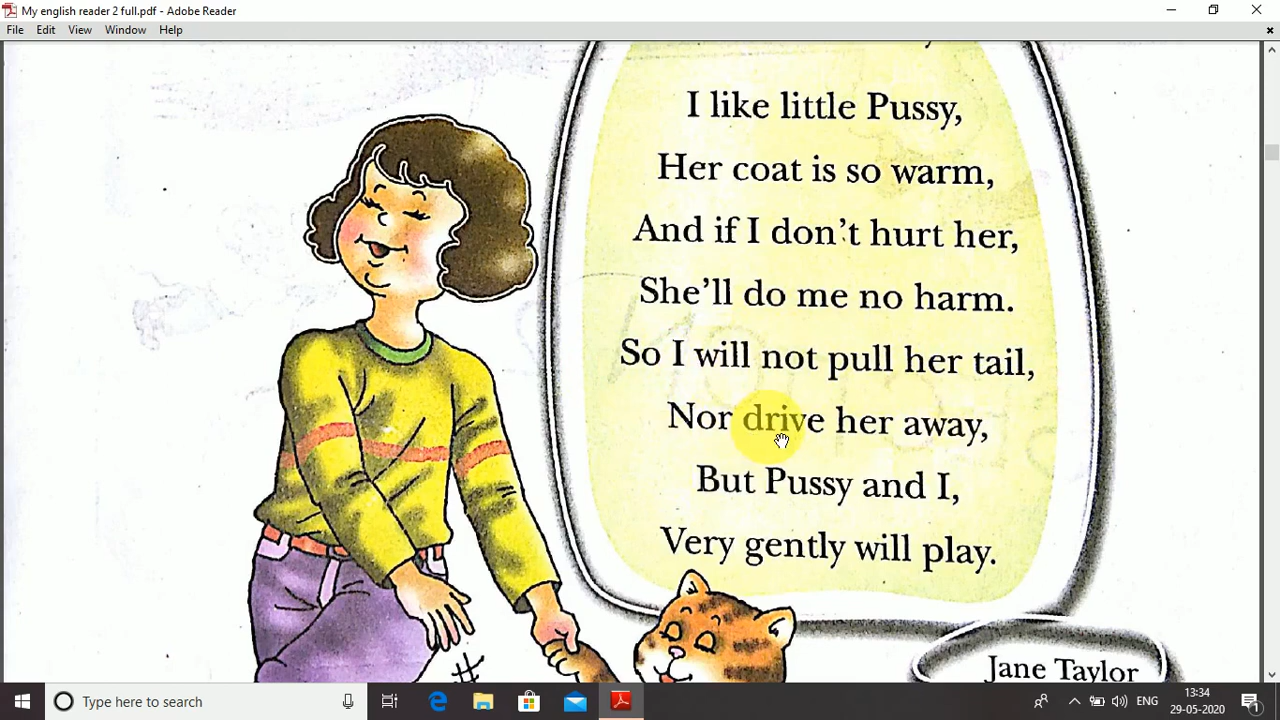 My english reader 2 full.pdf - Adobe Reader
File Edit View Window Help
I like little Pussy,
Her coat is so warm,
And if I don't hurt her,
She'll do me no harm.
So I will not pull her tail,
Nor drive her away,
But Pussy and I,
Very gently will play.
Jane Taylor
Type here to search
ENG
13:34
29-05-2020
1